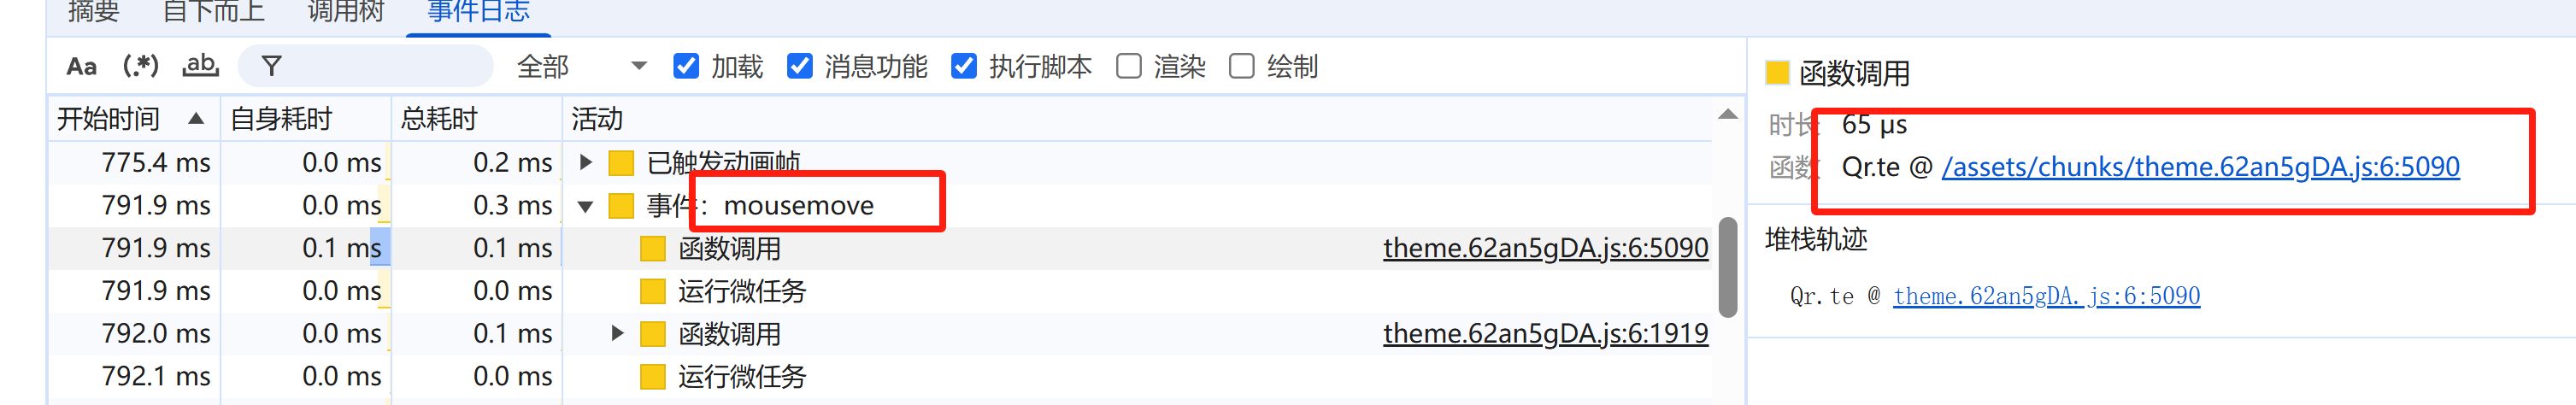 摘要 自下而上 调用树 事件日志
Aa (.*) ab 全部 加载 消息功能 执行脚本 渲染 绘制
开始时间 自身耗时 总耗时 活动
775.4 ms 0.0 ms 0.2 ms 已触发动画帧
791.9 ms 0.0 ms 0.3 ms 事件: mousemove
791.9 ms 0.1 ms 0.1 ms 函数调用 theme.62an5gDA.js:6:5090
791.9 ms 0.0 ms 0.0 ms 运行微任务
792.0 ms 0.0 ms 0.1 ms 函数调用 theme.62an5gDA.js:6:1919
792.1 ms 0.0 ms 0.0 ms 运行微任务
函数调用
时长 65 μs
函数 Qr.te @ /assets/chunks/theme.62an5gDA.js:6:5090
堆栈轨迹
Qr.te @ theme.62an5gDA.js:6:5090